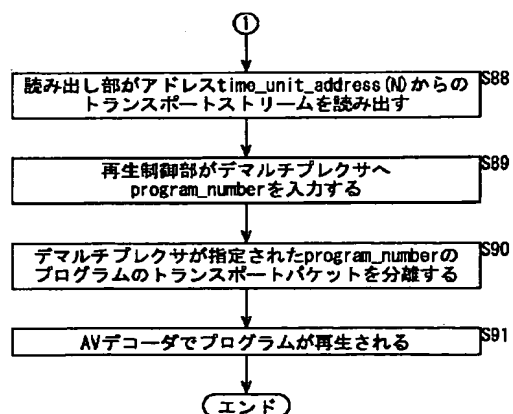 1
読み出し部がアドレスtime_unit_address(N)からの
トランスポートストリームを読み出す
S88
再生制御部がデマルチプレクサへ
program_numberを入力する
S89
デマルチプレクサが指定されたprogram_numberの
プログラムのトランスポートパケットを分離する
S90
AVデコーダでプログラムが再生される
S91
エンド